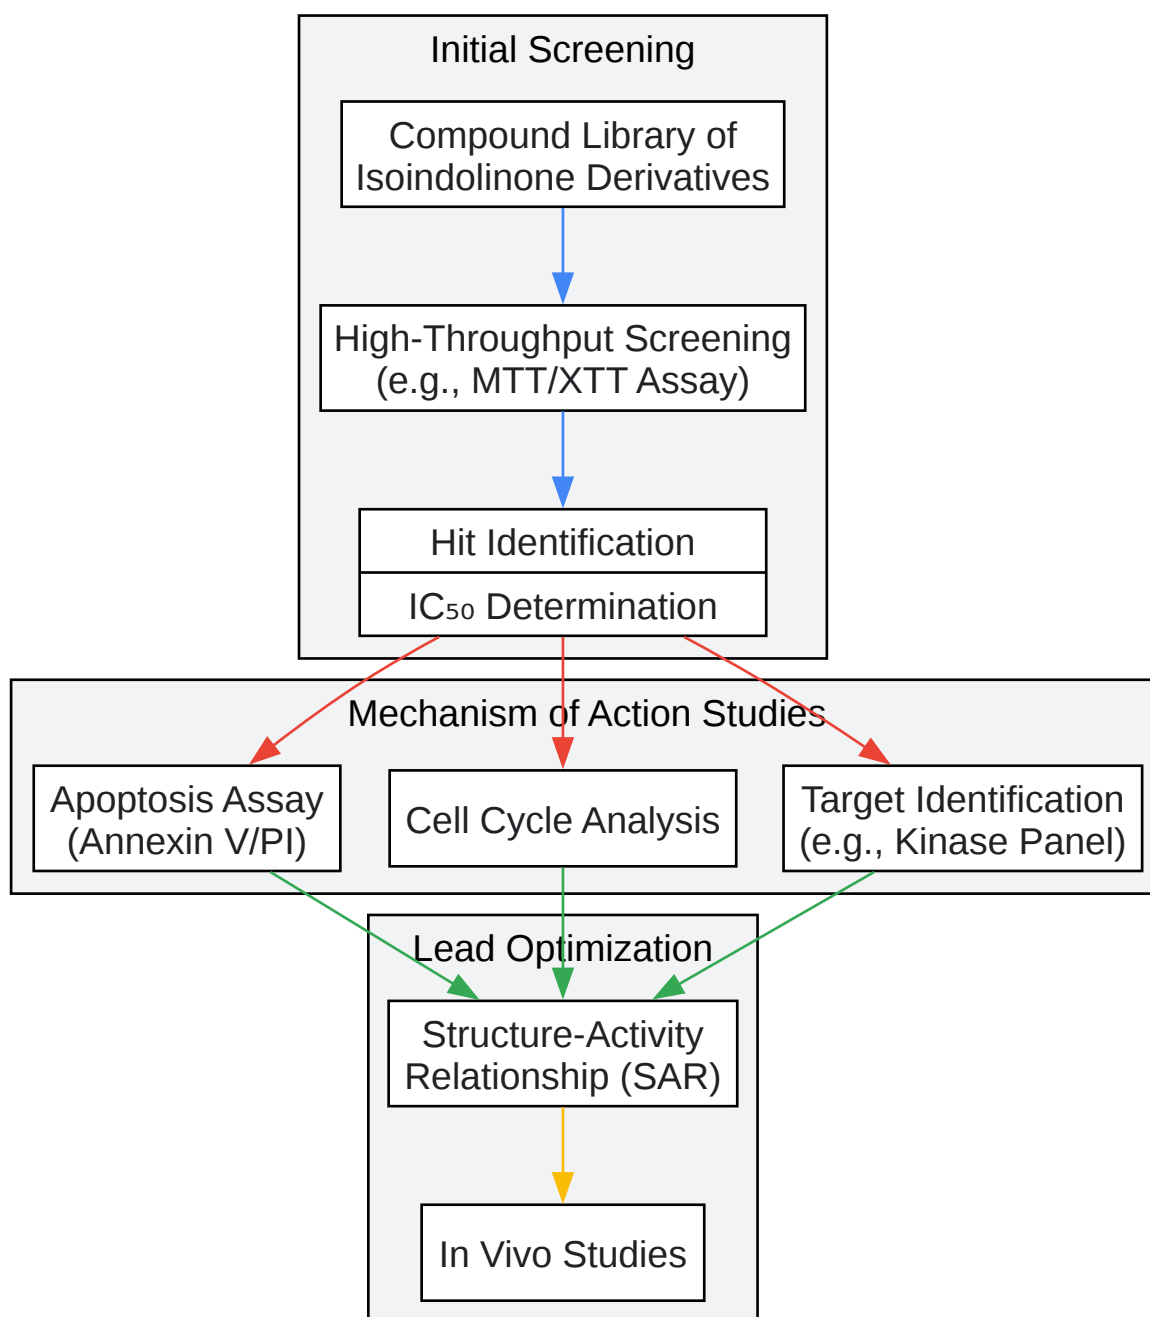 Initial Screening
Compound Library of
Isoindolinone Derivatives
High-Throughput Screening
(e.g., MTT/XTT Assay)
Hit Identification
IC₅₀ Determination
Mechanism of Action Studies
Apoptosis Assay
(Annexin V/PI)
Cell Cycle Analysis
Target Identification
(e.g., Kinase Panel)
Lead Optimization
Structure-Activity
Relationship (SAR)
In Vivo Studies